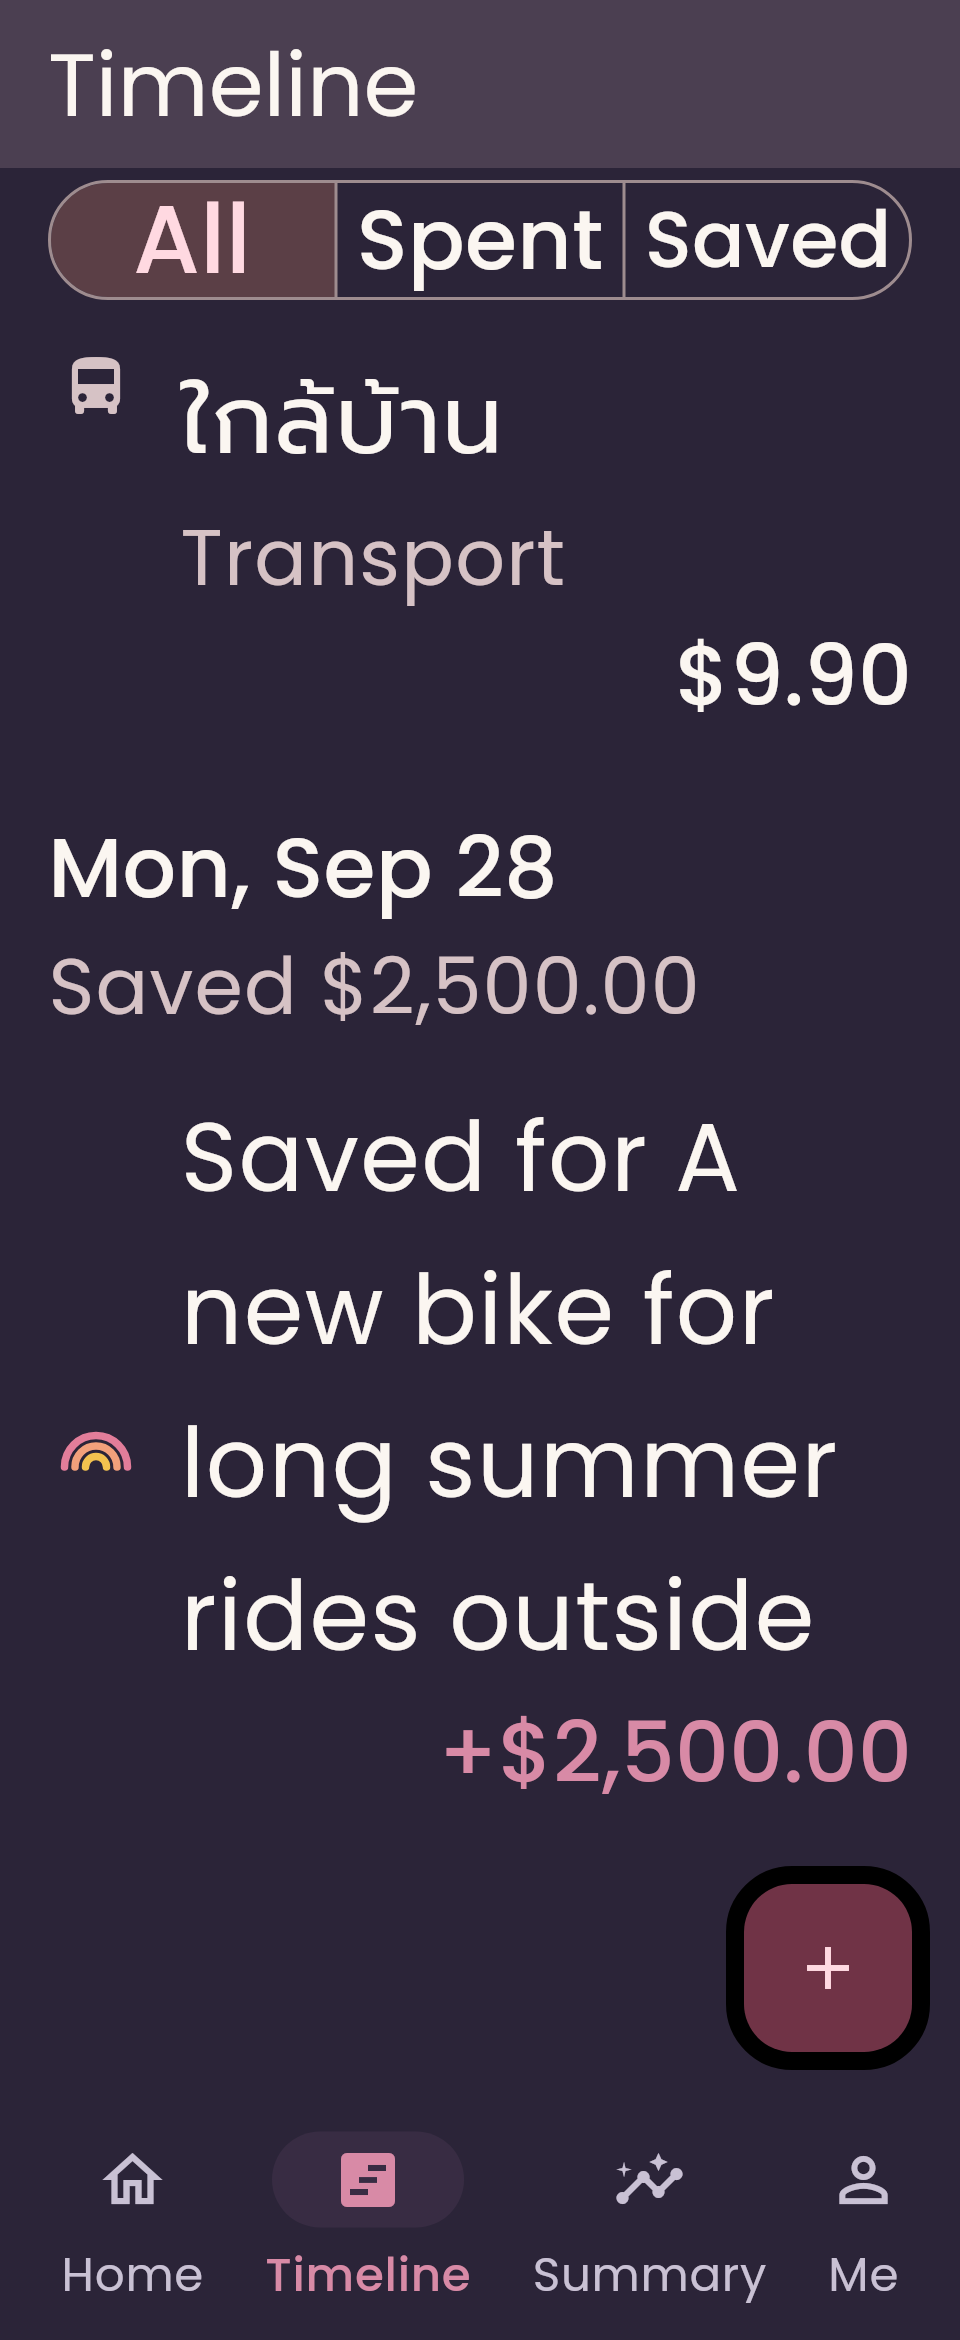 Timeline
All
Spent
Saved
ใกล้บ้าน
Transport
$9.90
Mon, Sep 28
Saved $2,500.00
Saved for A
new bike for
long summer
rides outside
+$2,500.00
Home
Timeline
Summary
Me